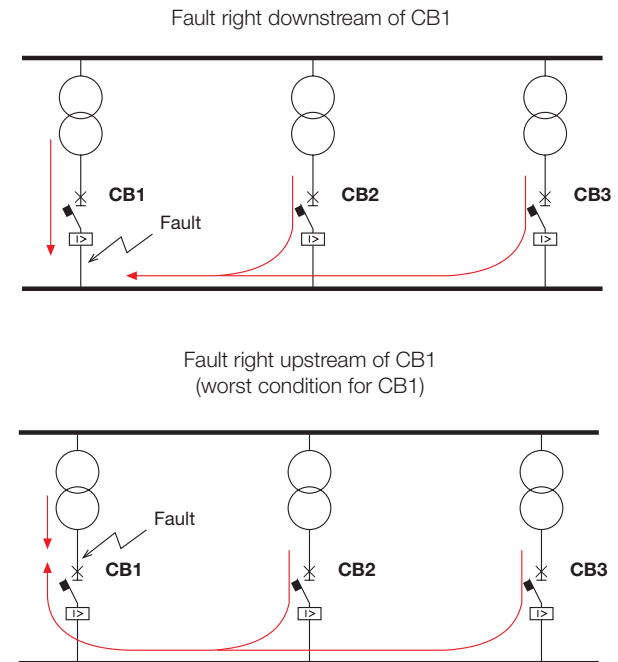 Fault right downstream of CB1
CB1
CB2
CB3
Fault
I>
I>
I>
Fault right upstream of CB1
(worst condition for CB1)
Fault
CB1
CB2
CB3
I>
I>
I>